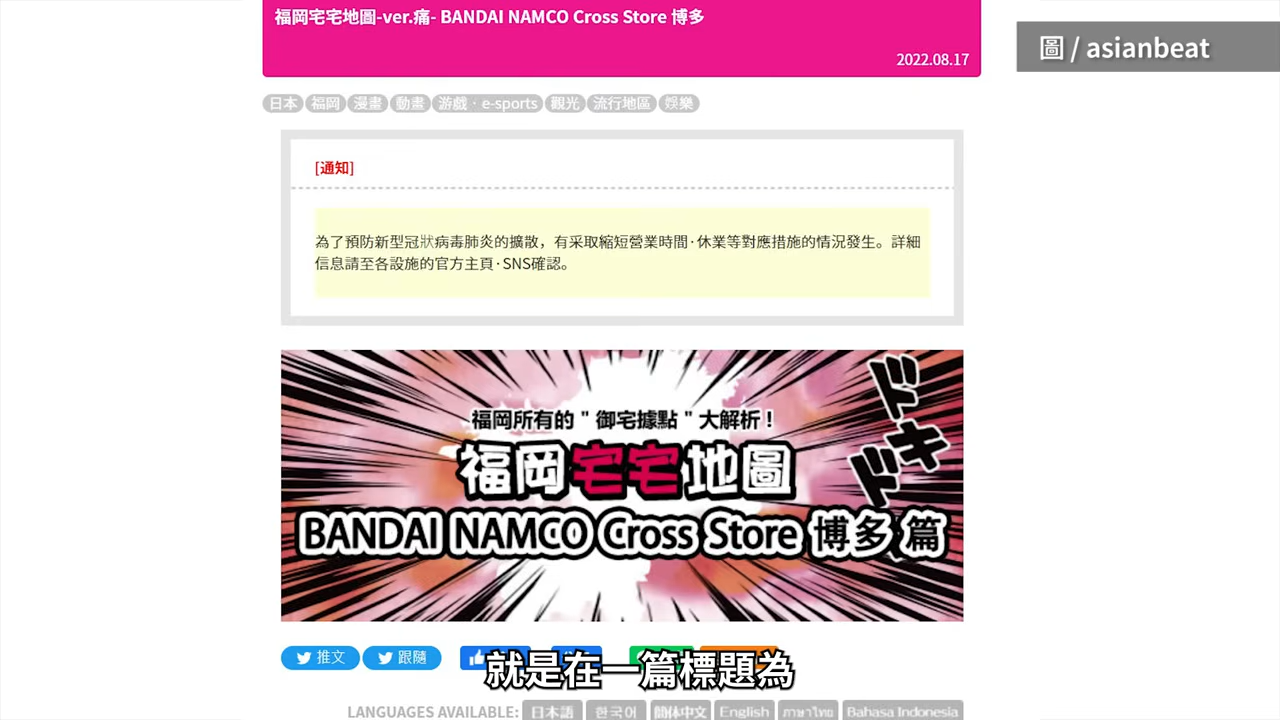 福岡宅宅地圖-ver.痛- BANDAI NAMCO Cross Store 博多
2022.08.17
圖 / asianbeat
日本 福岡 漫畫 動畫 游戲・e-sports 觀光 流行地區 娛樂
[通知]
為了預防新型冠狀病毒肺炎的擴散，有采取縮短營業時間·休業等對應措施的情況發生。詳細
信息請至各設施的官方主頁·SNS確認。
ドキドキ
福岡所有的＂御宅據點＂大解析！
福岡宅宅地圖
BANDAI NAMCO Cross Store 博多 篇
推文 跟隨
就是在一篇標題為
LANGUAGES AVAILABLE: 日本語 한국어 簡体中文 English ภาษาไทย Bahasa Indonesia